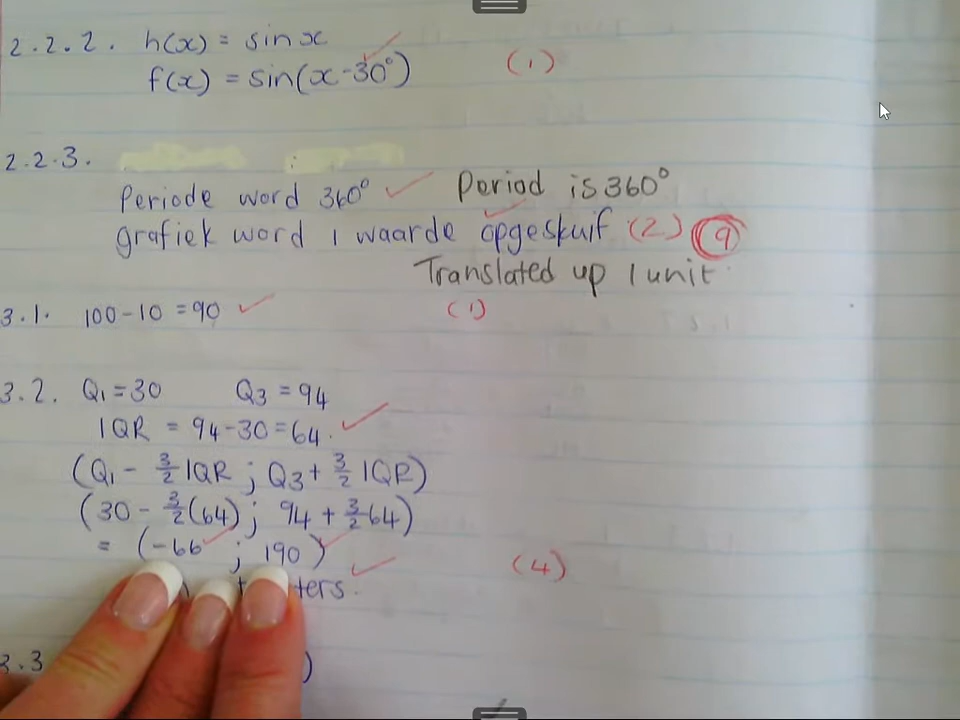 2.2.2. h(x) = sin x
f(x) = sin(x-30°) (1)
2.2.3.
Periode word 360° Period is 360°
grafiek word 1 waarde opgeskuif (2) (9)
Translated up 1 unit.
3.1. 100-10 = 90 (1)
3.2. Q1 = 30 Q3 = 94
IQR = 94-30 = 64.
(Q1 - 3/2 IQR ; Q3 + 3/2 IQR)
(30 - 3/2(64) ; 94 + 3/2 64)
= (-66 ; 190) (4)
3.3 )